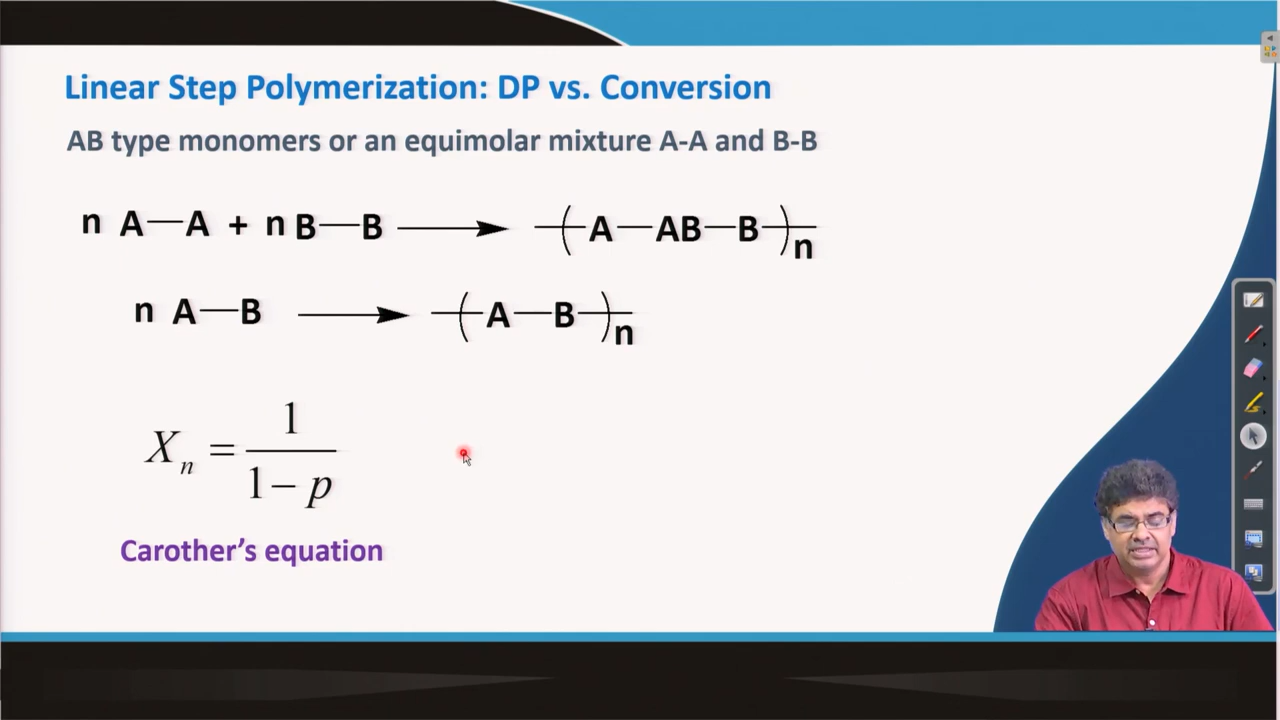 Linear Step Polymerization: DP vs. Conversion
AB type monomers or an equimolar mixture A-A and B-B
n A—A + n B—B ⟶ —(A—AB—B)—n
n A—B ⟶ —(A—B)—n
Xn = 1 / (1 − p)
Carother’s equation